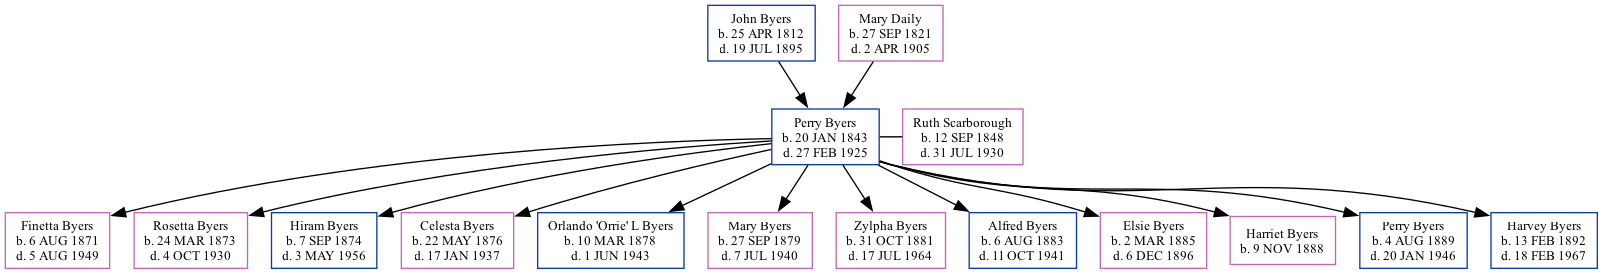 John Byers
b. 25 APR 1812
d. 19 JUL 1895
Mary Daily
b. 27 SEP 1821
d. 2 APR 1905
Perry Byers
b. 20 JAN 1843
d. 27 FEB 1925
Ruth Scarborough
b. 12 SEP 1848
d. 31 JUL 1930
Finetta Byers
b. 6 AUG 1871
d. 5 AUG 1949
Rosetta Byers
b. 24 MAR 1873
d. 4 OCT 1930
Hiram Byers
b. 7 SEP 1874
d. 3 MAY 1956
Celesta Byers
b. 22 MAY 1876
d. 17 JAN 1937
Orlando 'Orrie' L Byers
b. 10 MAR 1878
d. 1 JUN 1943
Mary Byers
b. 27 SEP 1879
d. 7 JUL 1940
Zylpha Byers
b. 31 OCT 1881
d. 17 JUL 1964
Alfred Byers
b. 6 AUG 1883
d. 11 OCT 1941
Elsie Byers
b. 2 MAR 1885
d. 6 DEC 1896
Harriet Byers
b. 9 NOV 1888
Perry Byers
b. 4 AUG 1889
d. 20 JAN 1946
Harvey Byers
b. 13 FEB 1892
d. 18 FEB 1967